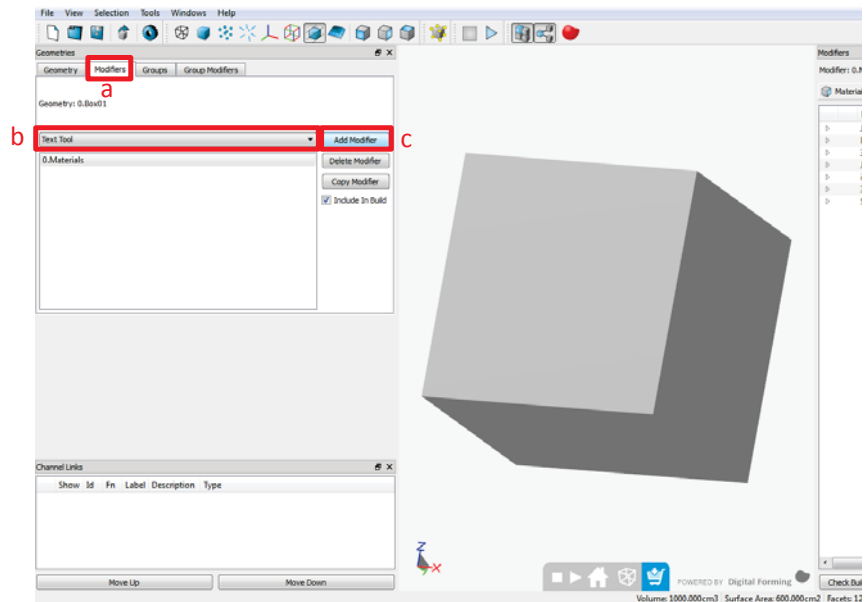 File View Selection Tools Windows Help
Geometries
Modifiers
Geometry Modifiers Groups Group Modifiers
Modifier: 0.M
a
Materia
Geometry: 0.Box01
b
Text Tool
Add Modifier
c
0.Materials
Delete Modifier
Copy Modifier
Include In Build
Channel Links
Show Id Fn Label Description Type
Z
X
POWERED BY Digital Forming
Move Up
Move Down
Check Bui
Volume: 1000.000cm3 Surface Area: 600.000cm2 Facets: 12